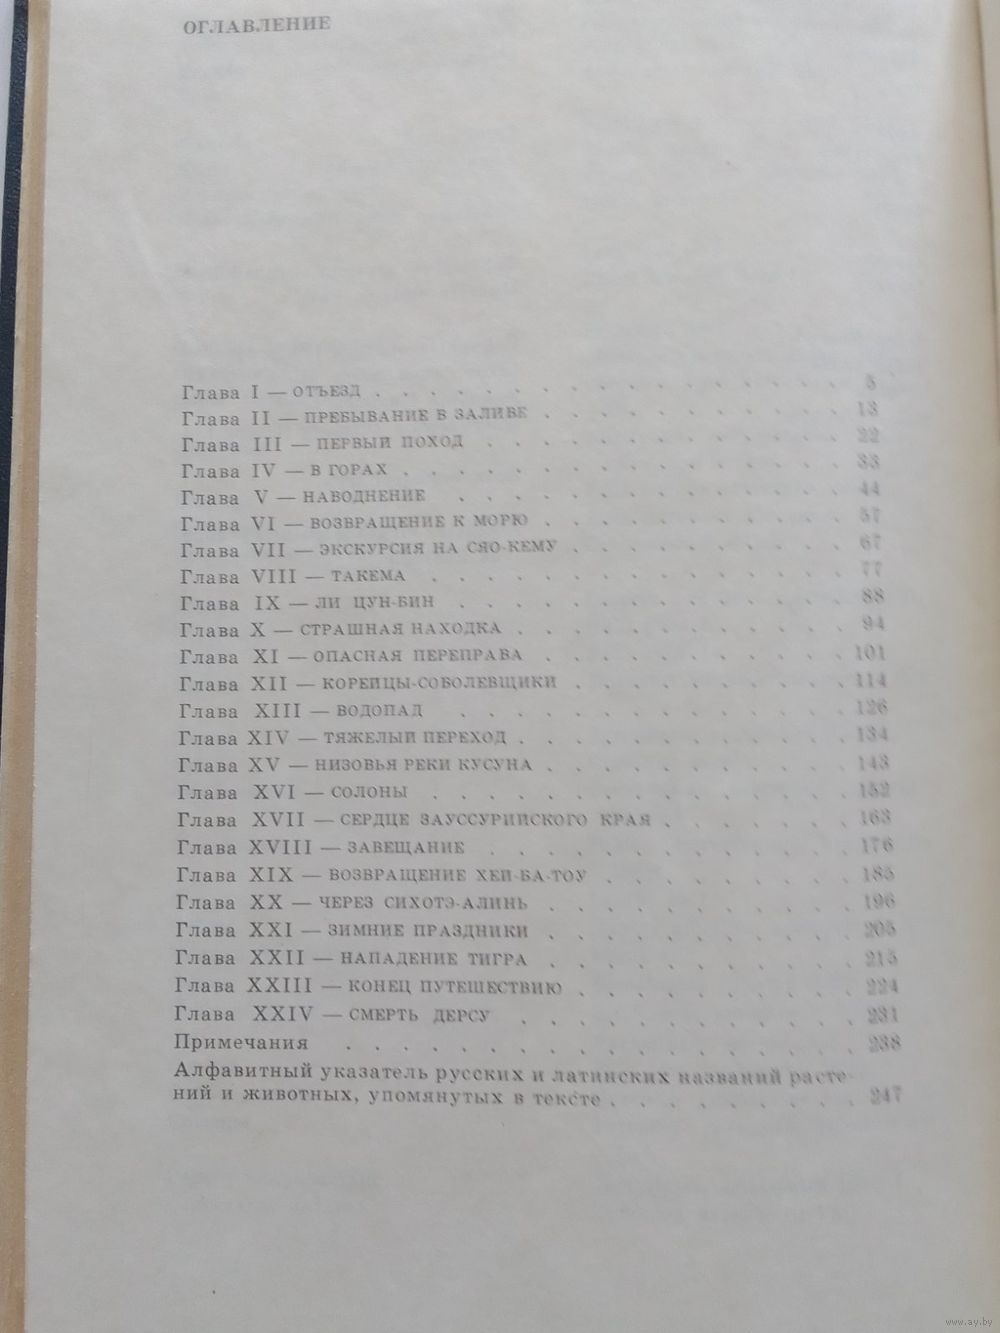 ОГЛАВЛЕНИЕ
Глава I — ОТЪЕЗД . . . . . . . . . . . . . . . . . 5
Глава II — ПРЕБЫВАНИЕ В ЗАЛИВЕ . . . . . . . . . . . 13
Глава III — ПЕРВЫЙ ПОХОД . . . . . . . . . . . . . 22
Глава IV — В ГОРАХ . . . . . . . . . . . . . . . . 33
Глава V — НАВОДНЕНИЕ . . . . . . . . . . . . . . 44
Глава VI — ВОЗВРАЩЕНИЕ К МОРЮ . . . . . . . . . . . 57
Глава VII — ЭКСКУРСИЯ НА СЯО-КЕМУ . . . . . . . . . . 67
Глава VIII — ТАКЕМА . . . . . . . . . . . . . . . 77
Глава IX — ЛИ ЦУН-БИН . . . . . . . . . . . . . . 88
Глава X — СТРАШНАЯ НАХОДКА . . . . . . . . . . . . 94
Глава XI — ОПАСНАЯ ПЕРЕПРАВА . . . . . . . . . . . 101
Глава XII — КОРЕЙЦЫ-СОБОЛЕВЩИКИ . . . . . . . . . . 114
Глава XIII — ВОДОПАД . . . . . . . . . . . . . . 126
Глава XIV — ТЯЖЕЛЫЙ ПЕРЕХОД . . . . . . . . . . . . 134
Глава XV — НИЗОВЬЯ РЕКИ КУСУНА . . . . . . . . . . . 143
Глава XVI — СОЛОНЫ . . . . . . . . . . . . . . . 152
Глава XVII — СЕРДЦЕ ЗАУССУРИЙСКОГО КРАЯ . . . . . . . 163
Глава XVIII — ЗАВЕЩАНИЕ . . . . . . . . . . . . . 176
Глава XIX — ВОЗВРАЩЕНИЕ ХЕЙ-БА-ТОУ . . . . . . . . . 185
Глава XX — ЧЕРЕЗ СИХОТЭ-АЛИНЬ . . . . . . . . . . . 196
Глава XXI — ЗИМНИЕ ПРАЗДНИКИ . . . . . . . . . . . 205
Глава XXII — НАПАДЕНИЕ ТИГРА . . . . . . . . . . . 215
Глава XXIII — КОНЕЦ ПУТЕШЕСТВИЮ . . . . . . . . . . 224
Глава XXIV — СМЕРТЬ ДЕРСУ . . . . . . . . . . . . 231
Примечания . . . . . . . . . . . . . . . . . . 238
Алфавитный указатель русских и латинских названий расте-
ний и животных, упомянутых в тексте . . . . . . . . . 247
www.ay.by